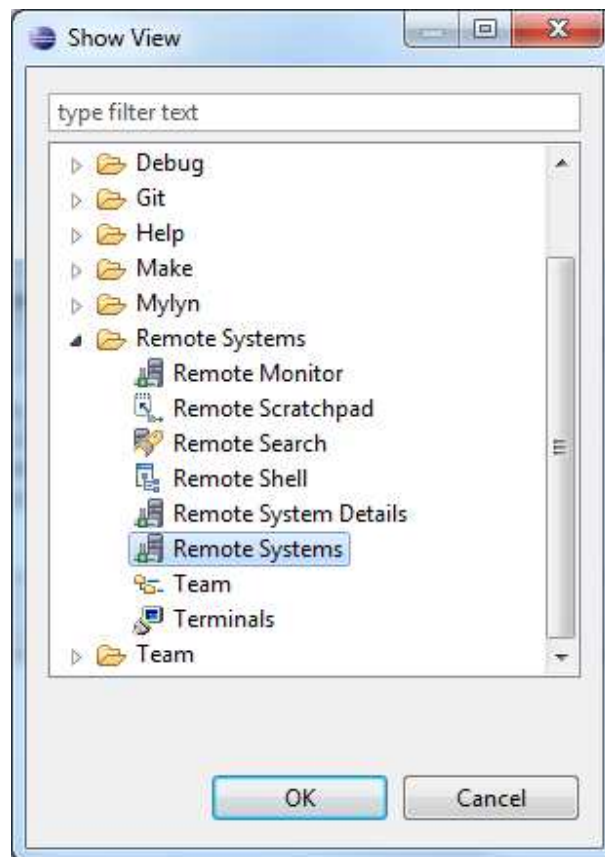 Show View
type filter text
Debug
Git
Help
Make
Mylyn
Remote Systems
Remote Monitor
Remote Scratchpad
Remote Search
Remote Shell
Remote System Details
Remote Systems
Team
Terminals
Team
OK Cancel